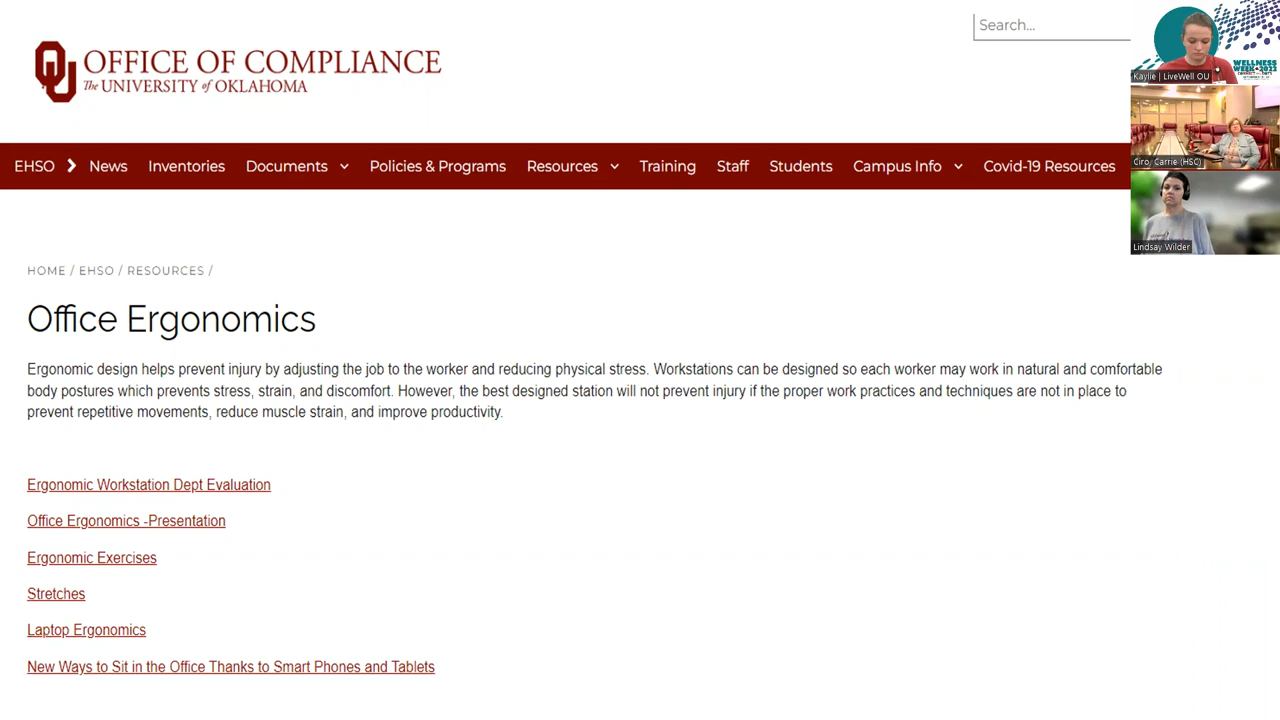 OU OFFICE OF COMPLIANCE
The UNIVERSITY of OKLAHOMA
Search...
EHSO News Inventories Documents Policies & Programs Resources Training Staff Students Campus Info Covid-19 Resources
HOME / EHSO / RESOURCES /
Office Ergonomics
Ergonomic design helps prevent injury by adjusting the job to the worker and reducing physical stress. Workstations can be designed so each worker may work in natural and comfortable
body postures which prevents stress, strain, and discomfort. However, the best designed station will not prevent injury if the proper work practices and techniques are not in place to
prevent repetitive movements, reduce muscle strain, and improve productivity.
Ergonomic Workstation Dept Evaluation
Office Ergonomics -Presentation
Ergonomic Exercises
Stretches
Laptop Ergonomics
New Ways to Sit in the Office Thanks to Smart Phones and Tablets
WELLNESS
WEEK 2022
Kaylie | LiveWell OU
Ciro, Carrie (HSC)
Lindsay Wilder